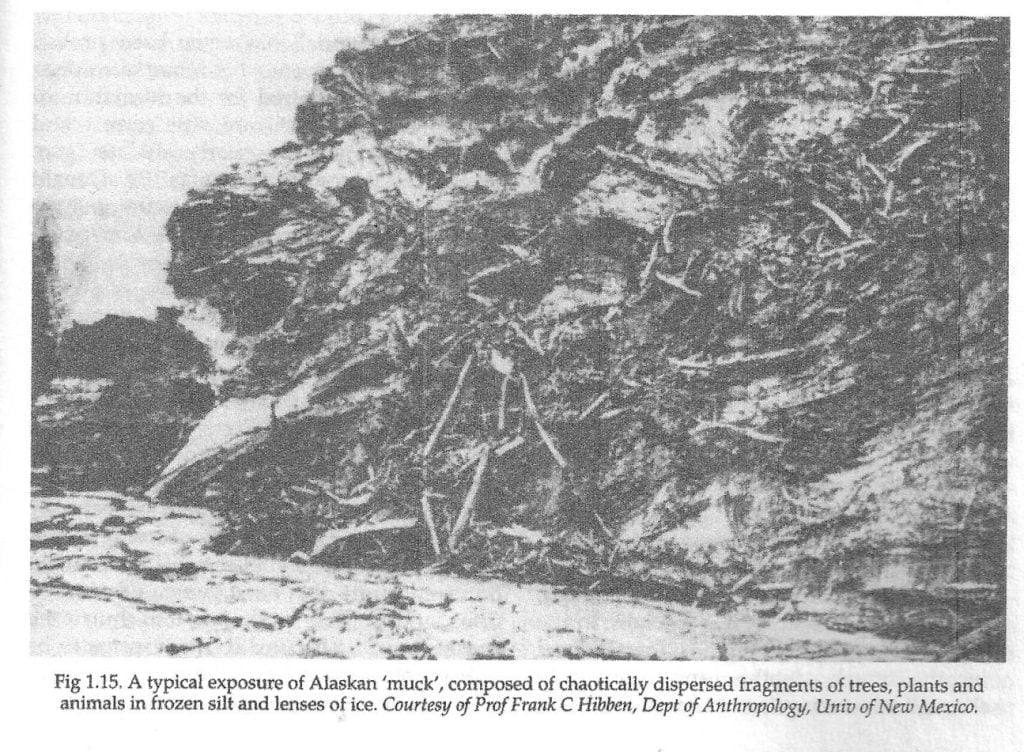 Fig 1.15. A typical exposure of Alaskan 'muck', composed of chaotically dispersed fragments of trees, plants and
animals in frozen silt and lenses of ice. Courtesy of Prof Frank C Hibben, Dept of Anthropology, Univ of New Mexico.